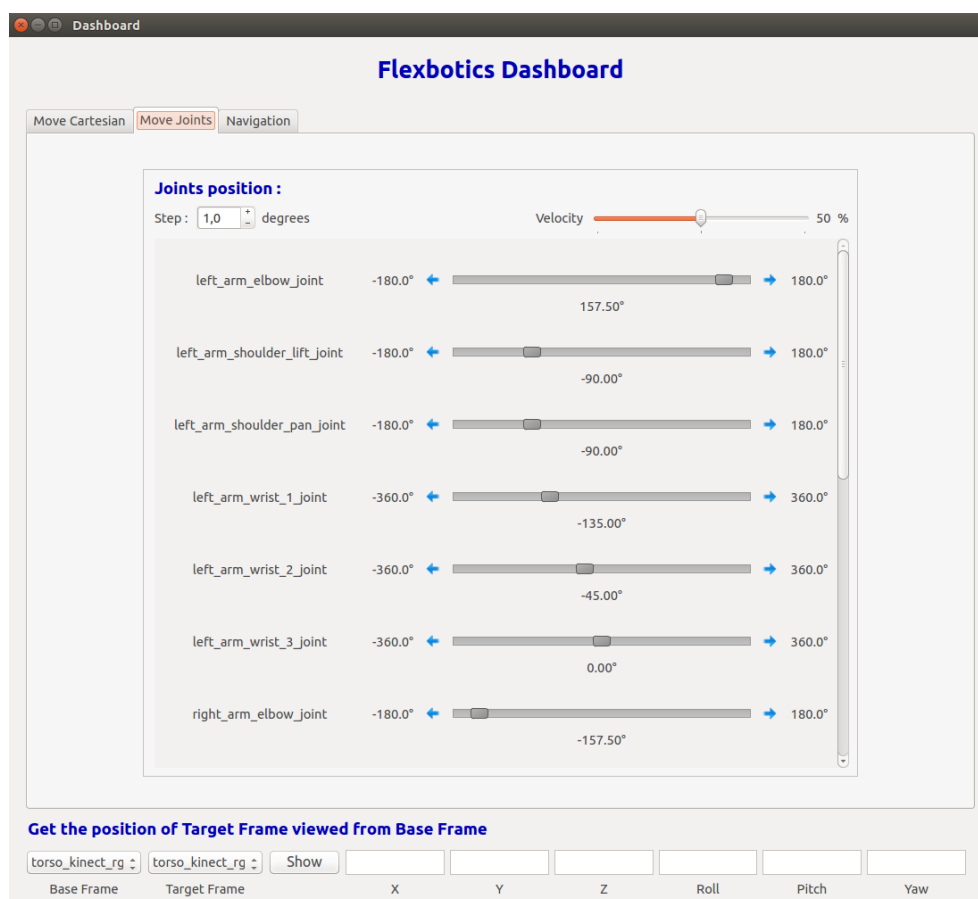 Dashboard
Flexbotics Dashboard
Move Cartesian Move Joints Navigation
Joints position :
Step : 1,0 + - degrees Velocity 50 %
left_arm_elbow_joint -180.0° 180.0°
157.50°
left_arm_shoulder_lift_joint -180.0° 180.0°
-90.00°
left_arm_shoulder_pan_joint -180.0° 180.0°
-90.00°
left_arm_wrist_1_joint -360.0° 360.0°
-135.00°
left_arm_wrist_2_joint -360.0° 360.0°
-45.00°
left_arm_wrist_3_joint -360.0° 360.0°
0.00°
right_arm_elbow_joint -180.0° 180.0°
-157.50°
Get the position of Target Frame viewed from Base Frame
torso_kinect_rg torso_kinect_rg Show
Base Frame Target Frame X Y Z Roll Pitch Yaw